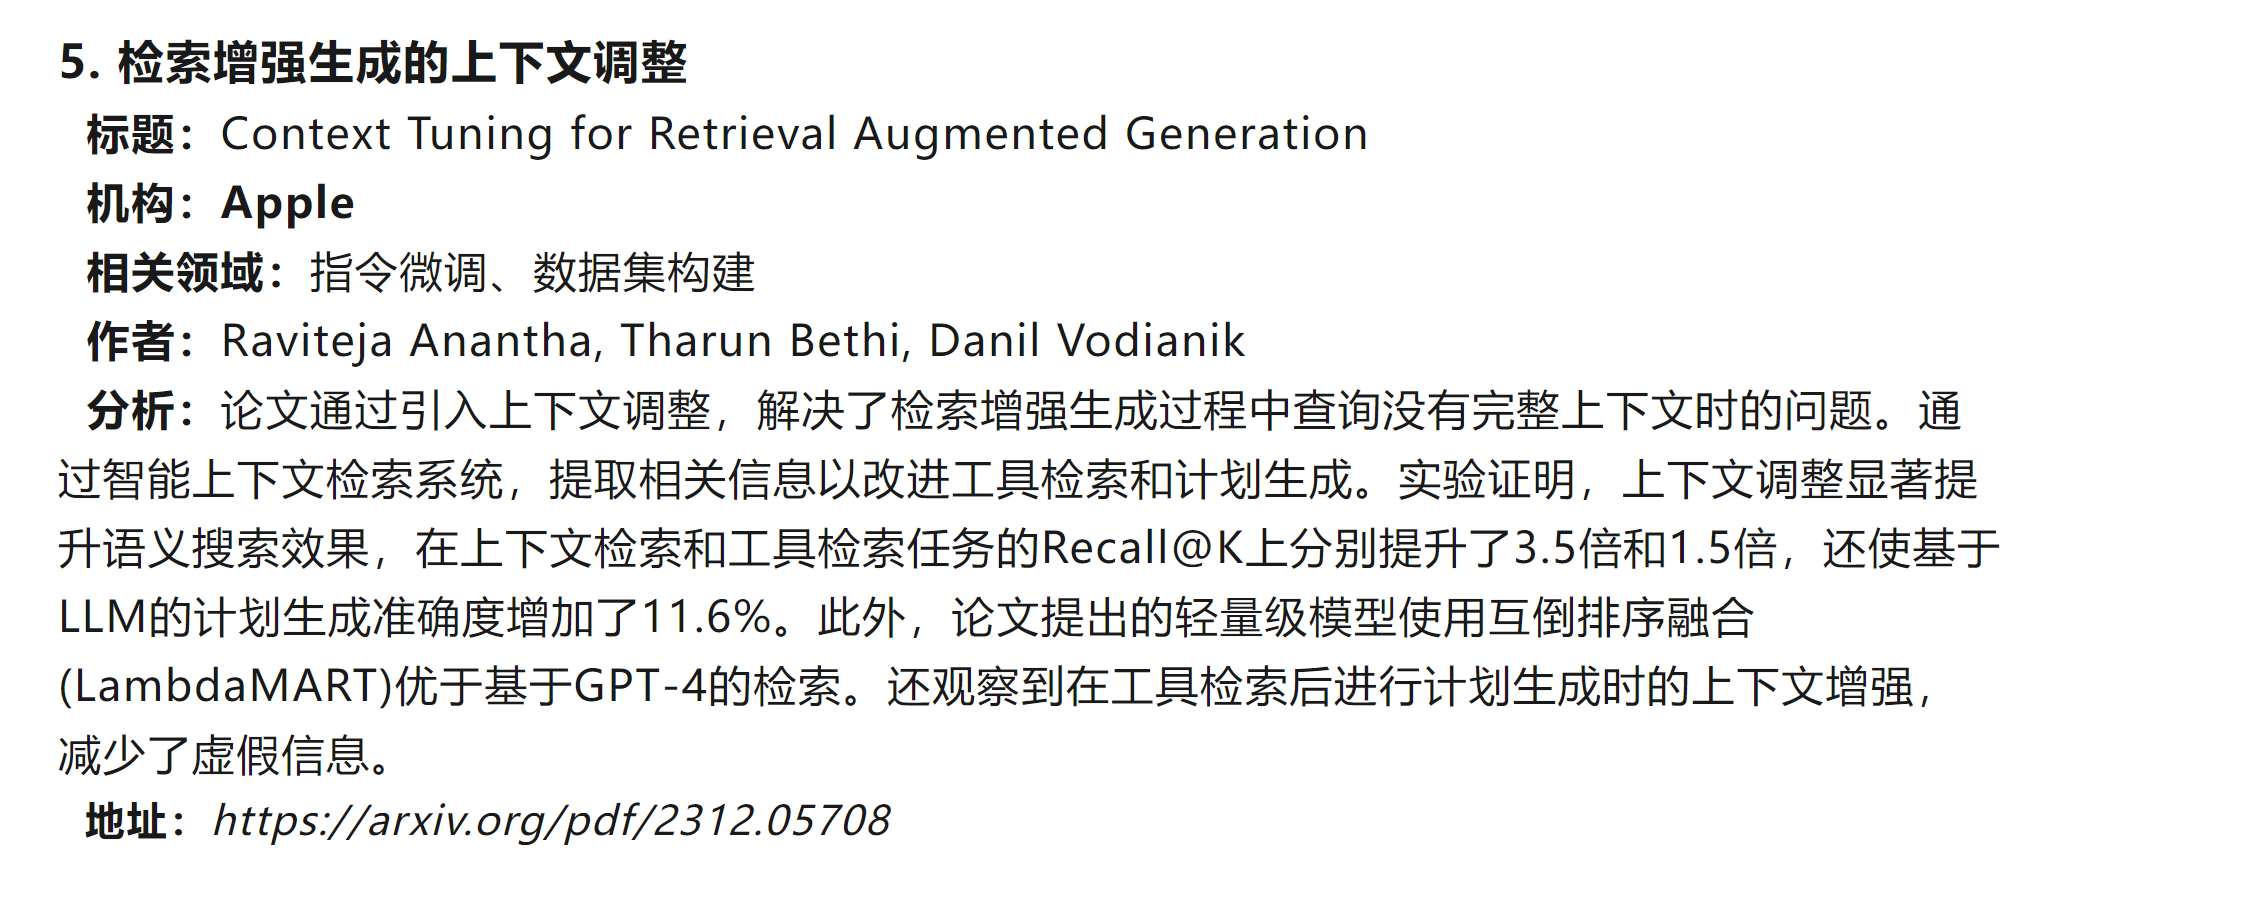 5. 检索增强生成的上下文调整
标题：Context Tuning for Retrieval Augmented Generation
机构：Apple
相关领域：指令微调、数据集构建
作者：Raviteja Anantha, Tharun Bethi, Danil Vodianik
分析：论文通过引入上下文调整，解决了检索增强生成过程中查询没有完整上下文时的问题。通
过智能上下文检索系统，提取相关信息以改进工具检索和计划生成。实验证明，上下文调整显著提
升语义搜索效果，在上下文检索和工具检索任务的Recall@K上分别提升了3.5倍和1.5倍，还使基于
LLM的计划生成准确度增加了11.6%。此外，论文提出的轻量级模型使用互倒排序融合
(LambdaMART)优于基于GPT-4的检索。还观察到在工具检索后进行计划生成时的上下文增强，
减少了虚假信息。
地址：https://arxiv.org/pdf/2312.05708